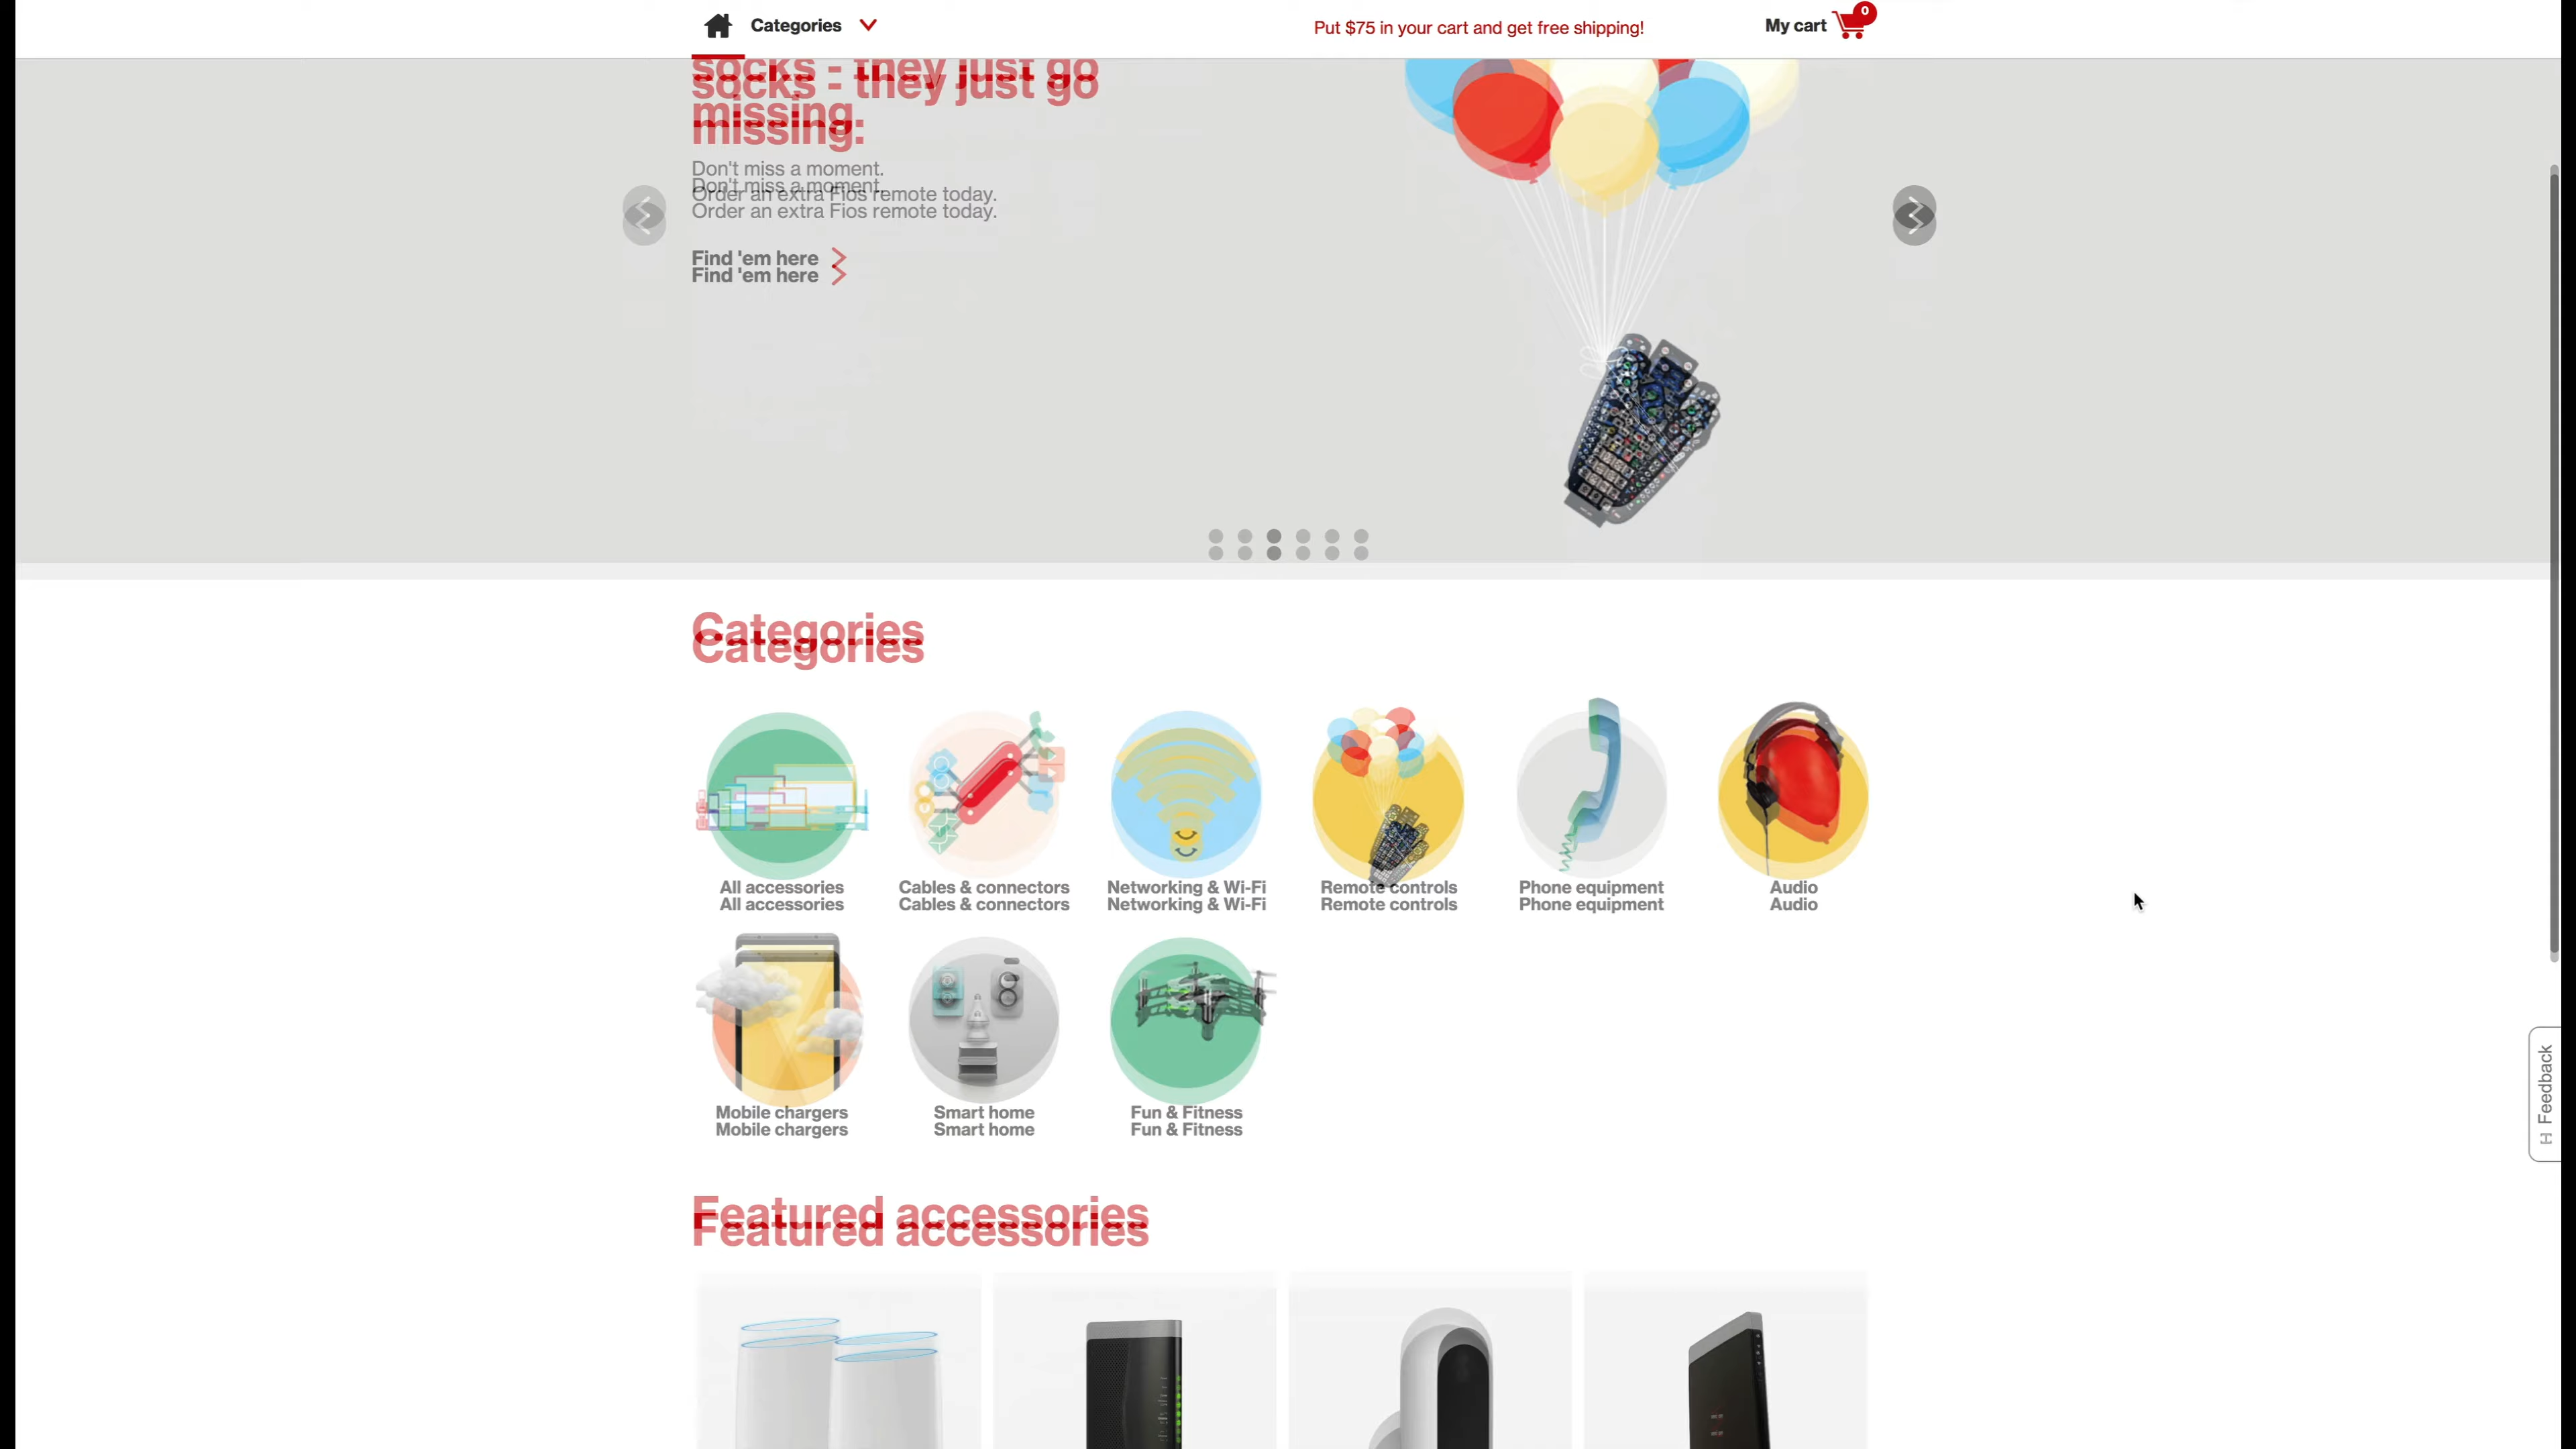 Categories
Put $75 in your cart and get free shipping!
My cart
0
socks - they just go
missing:
Don't miss a moment.
Order an extra Fios remote today.
Find 'em here
Categories
All accessories
Cables & connectors
Networking & Wi-Fi
Remote controls
Phone equipment
Audio
Mobile chargers
Smart home
Fun & Fitness
Featured accessories
Feedback